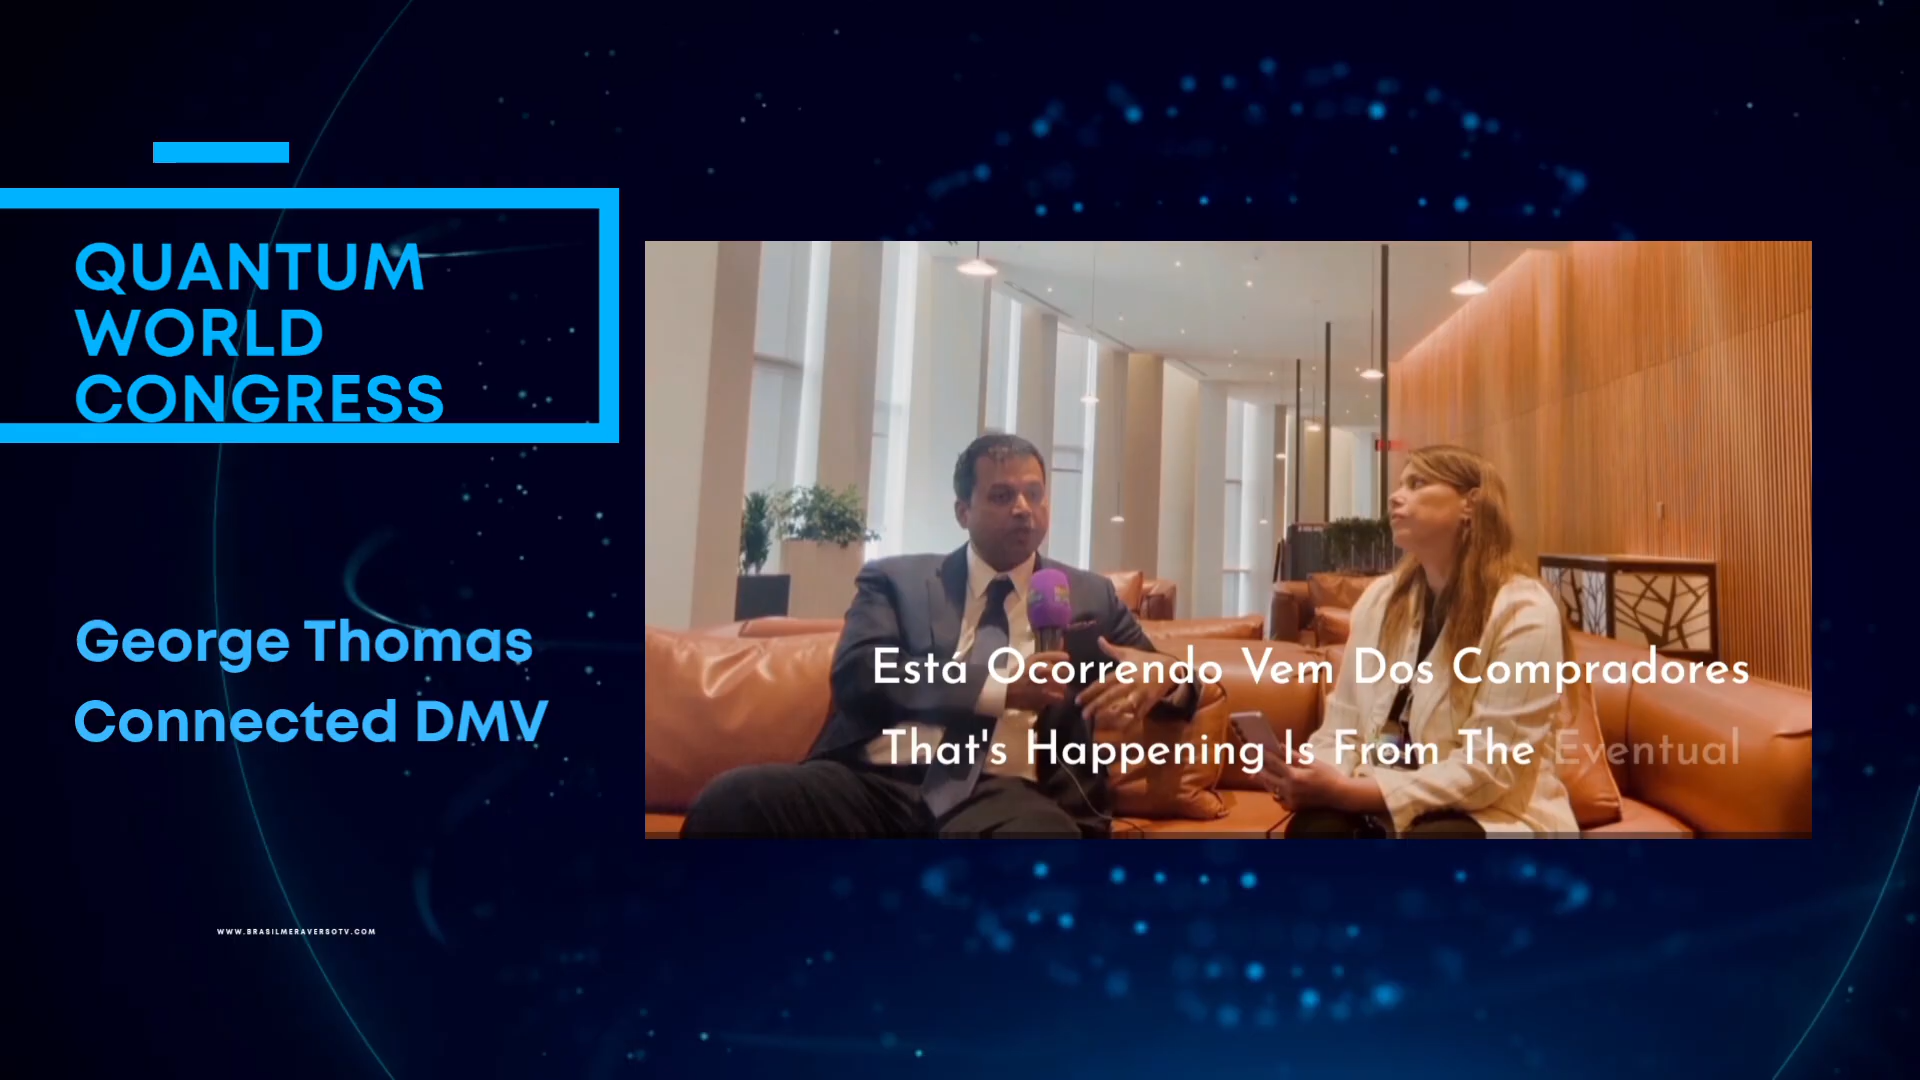 QUANTUM
WORLD
CONGRESS
George Thomas
Connected DMV
Está Ocorrendo Vem Dos Compradores
That's Happening Is From The Eventual
WWW.BRASILMERAVERSOTV.COM